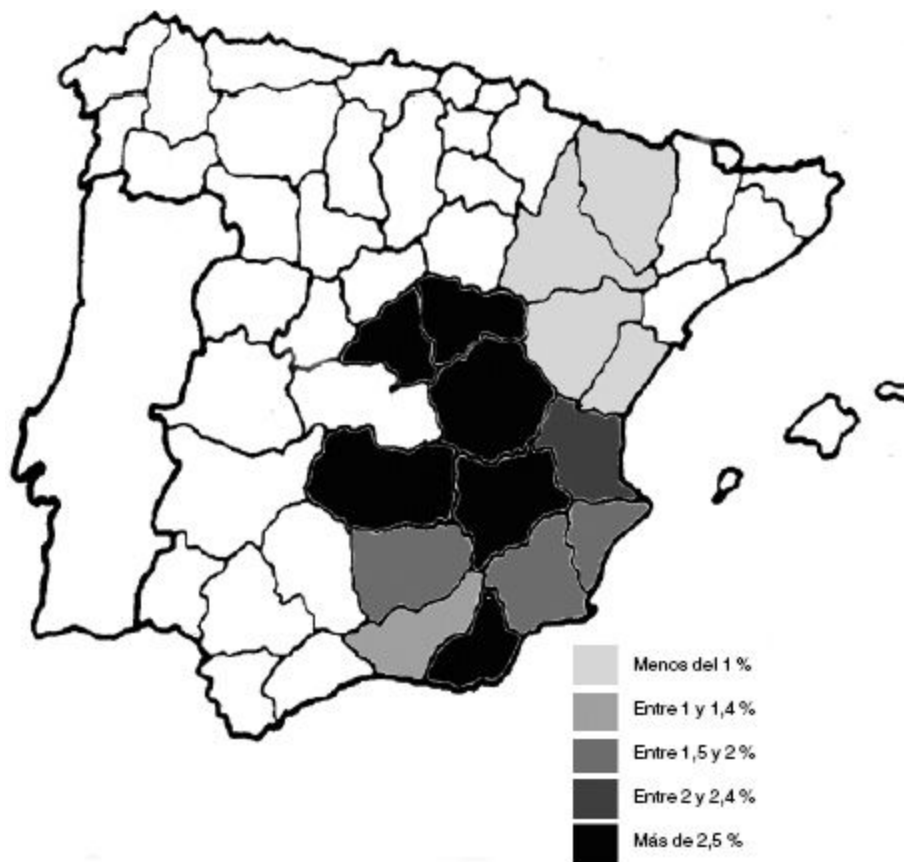 Menos del 1 %
Entre 1 y 1,4 %
Entre 1,5 y 2 %
Entre 2 y 2,4 %
Más de 2,5 %